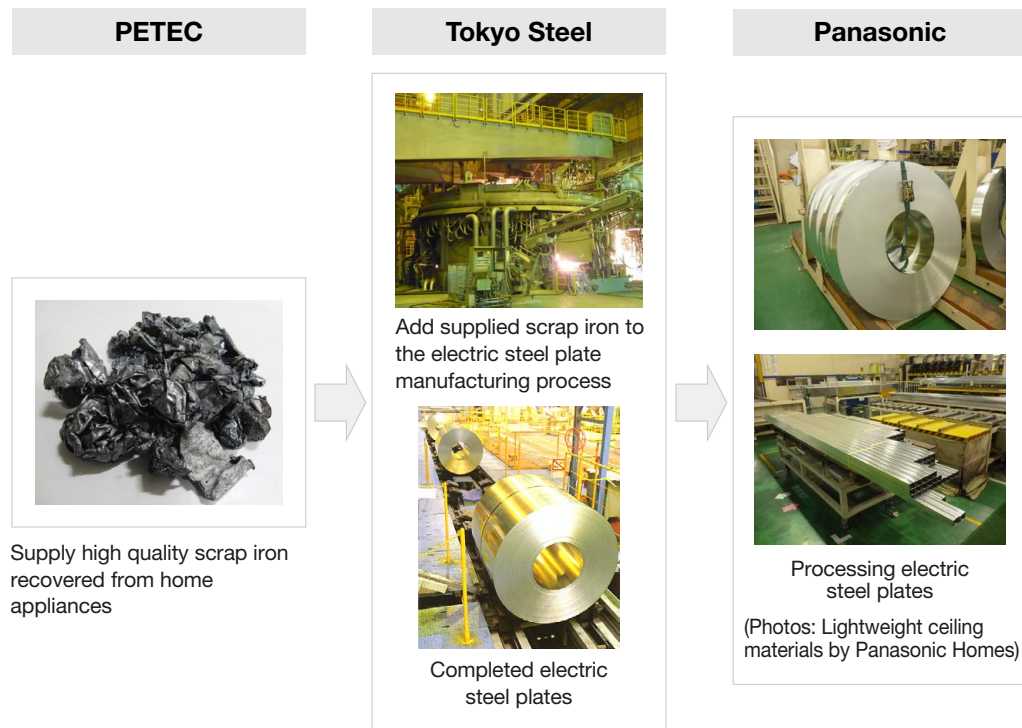 PETEC
Supply high quality scrap iron
recovered from home
appliances
Tokyo Steel
Add supplied scrap iron to
the electric steel plate
manufacturing process
Completed electric
steel plates
Panasonic
Processing electric
steel plates
(Photos: Lightweight ceiling
materials by Panasonic Homes)